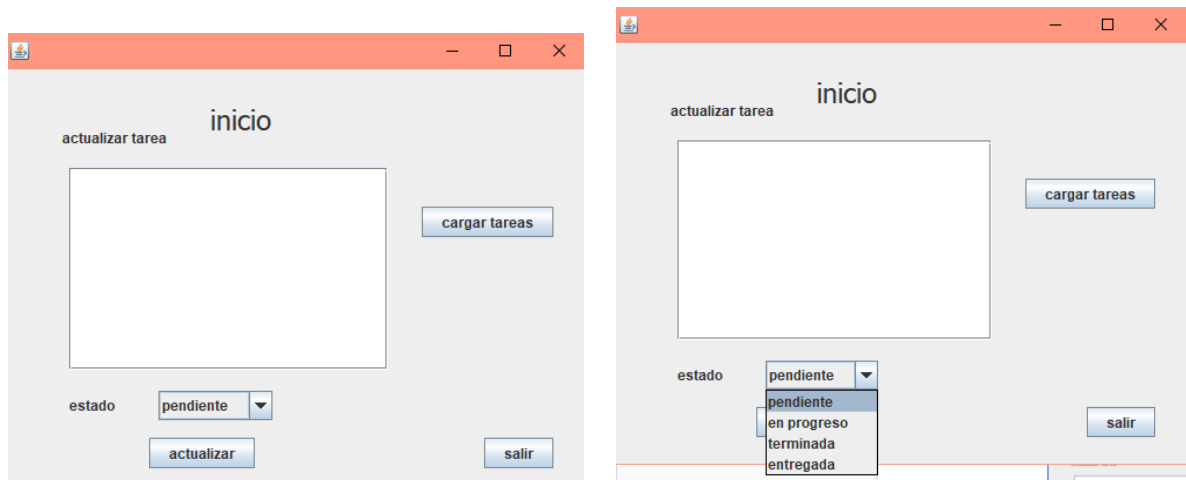 inicio
actualizar tarea
cargar tareas
estado
pendiente
actualizar
salir
inicio
actualizar tarea
cargar tareas
estado
pendiente
pendiente
en progreso
terminada
entregada
salir